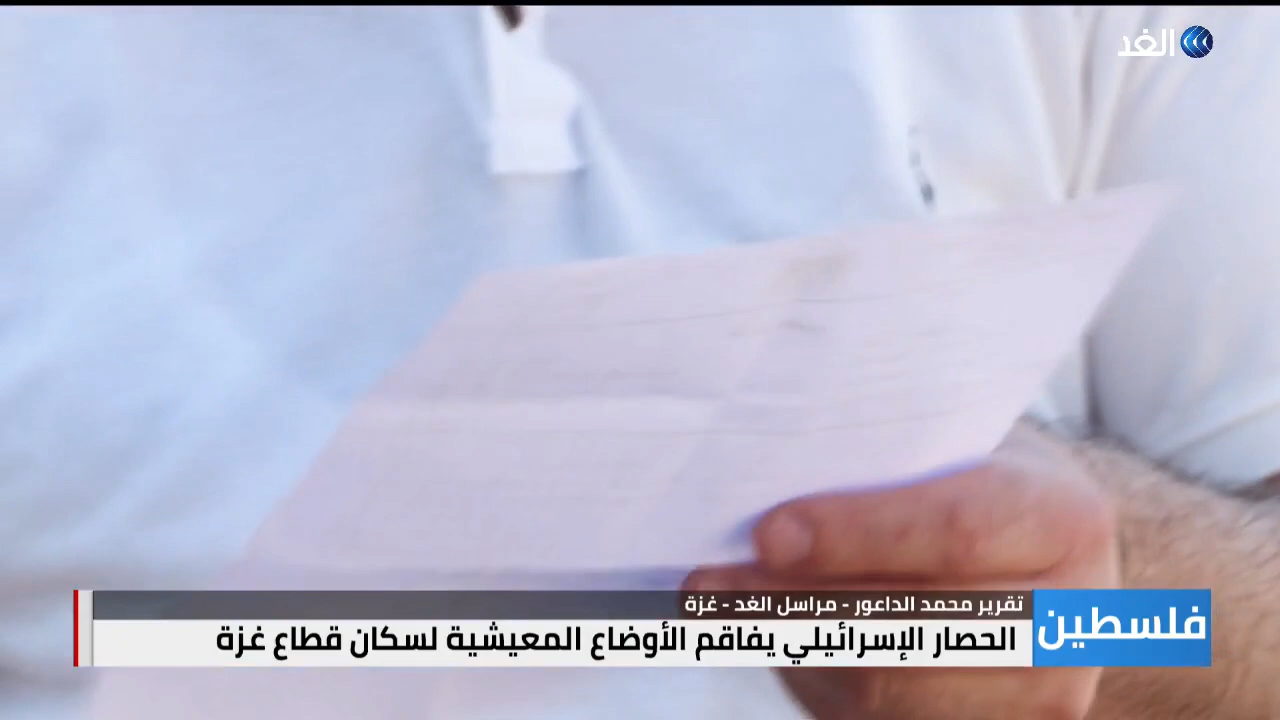 الغد
تقرير محمد الداعور - مراسل الغد - غزة
فلسطين
الحصار الإسرائيلي يفاقم الأوضاع المعيشية لسكان قطاع غزة